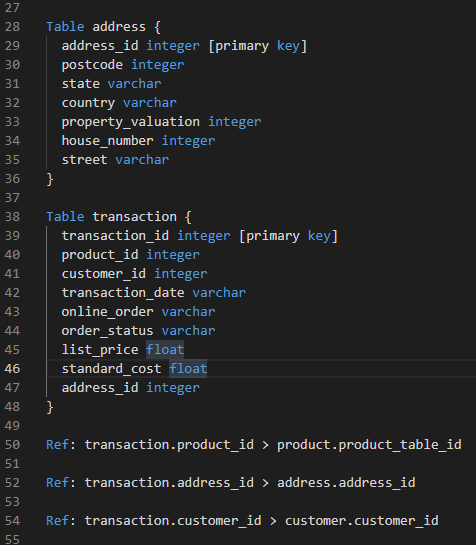 27
28 Table address {
29 address_id integer [primary key]
30 postcode integer
31 state varchar
32 country varchar
33 property_valuation integer
34 house_number integer
35 street varchar
36 }
37
38 Table transaction {
39 transaction_id integer [primary key]
40 product_id integer
41 customer_id integer
42 transaction_date varchar
43 online_order varchar
44 order_status varchar
45 list_price float
46 standard_cost float
47 address_id integer
48 }
49
50 Ref: transaction.product_id > product.product_table_id
51
52 Ref: transaction.address_id > address.address_id
53
54 Ref: transaction.customer_id > customer.customer_id
55